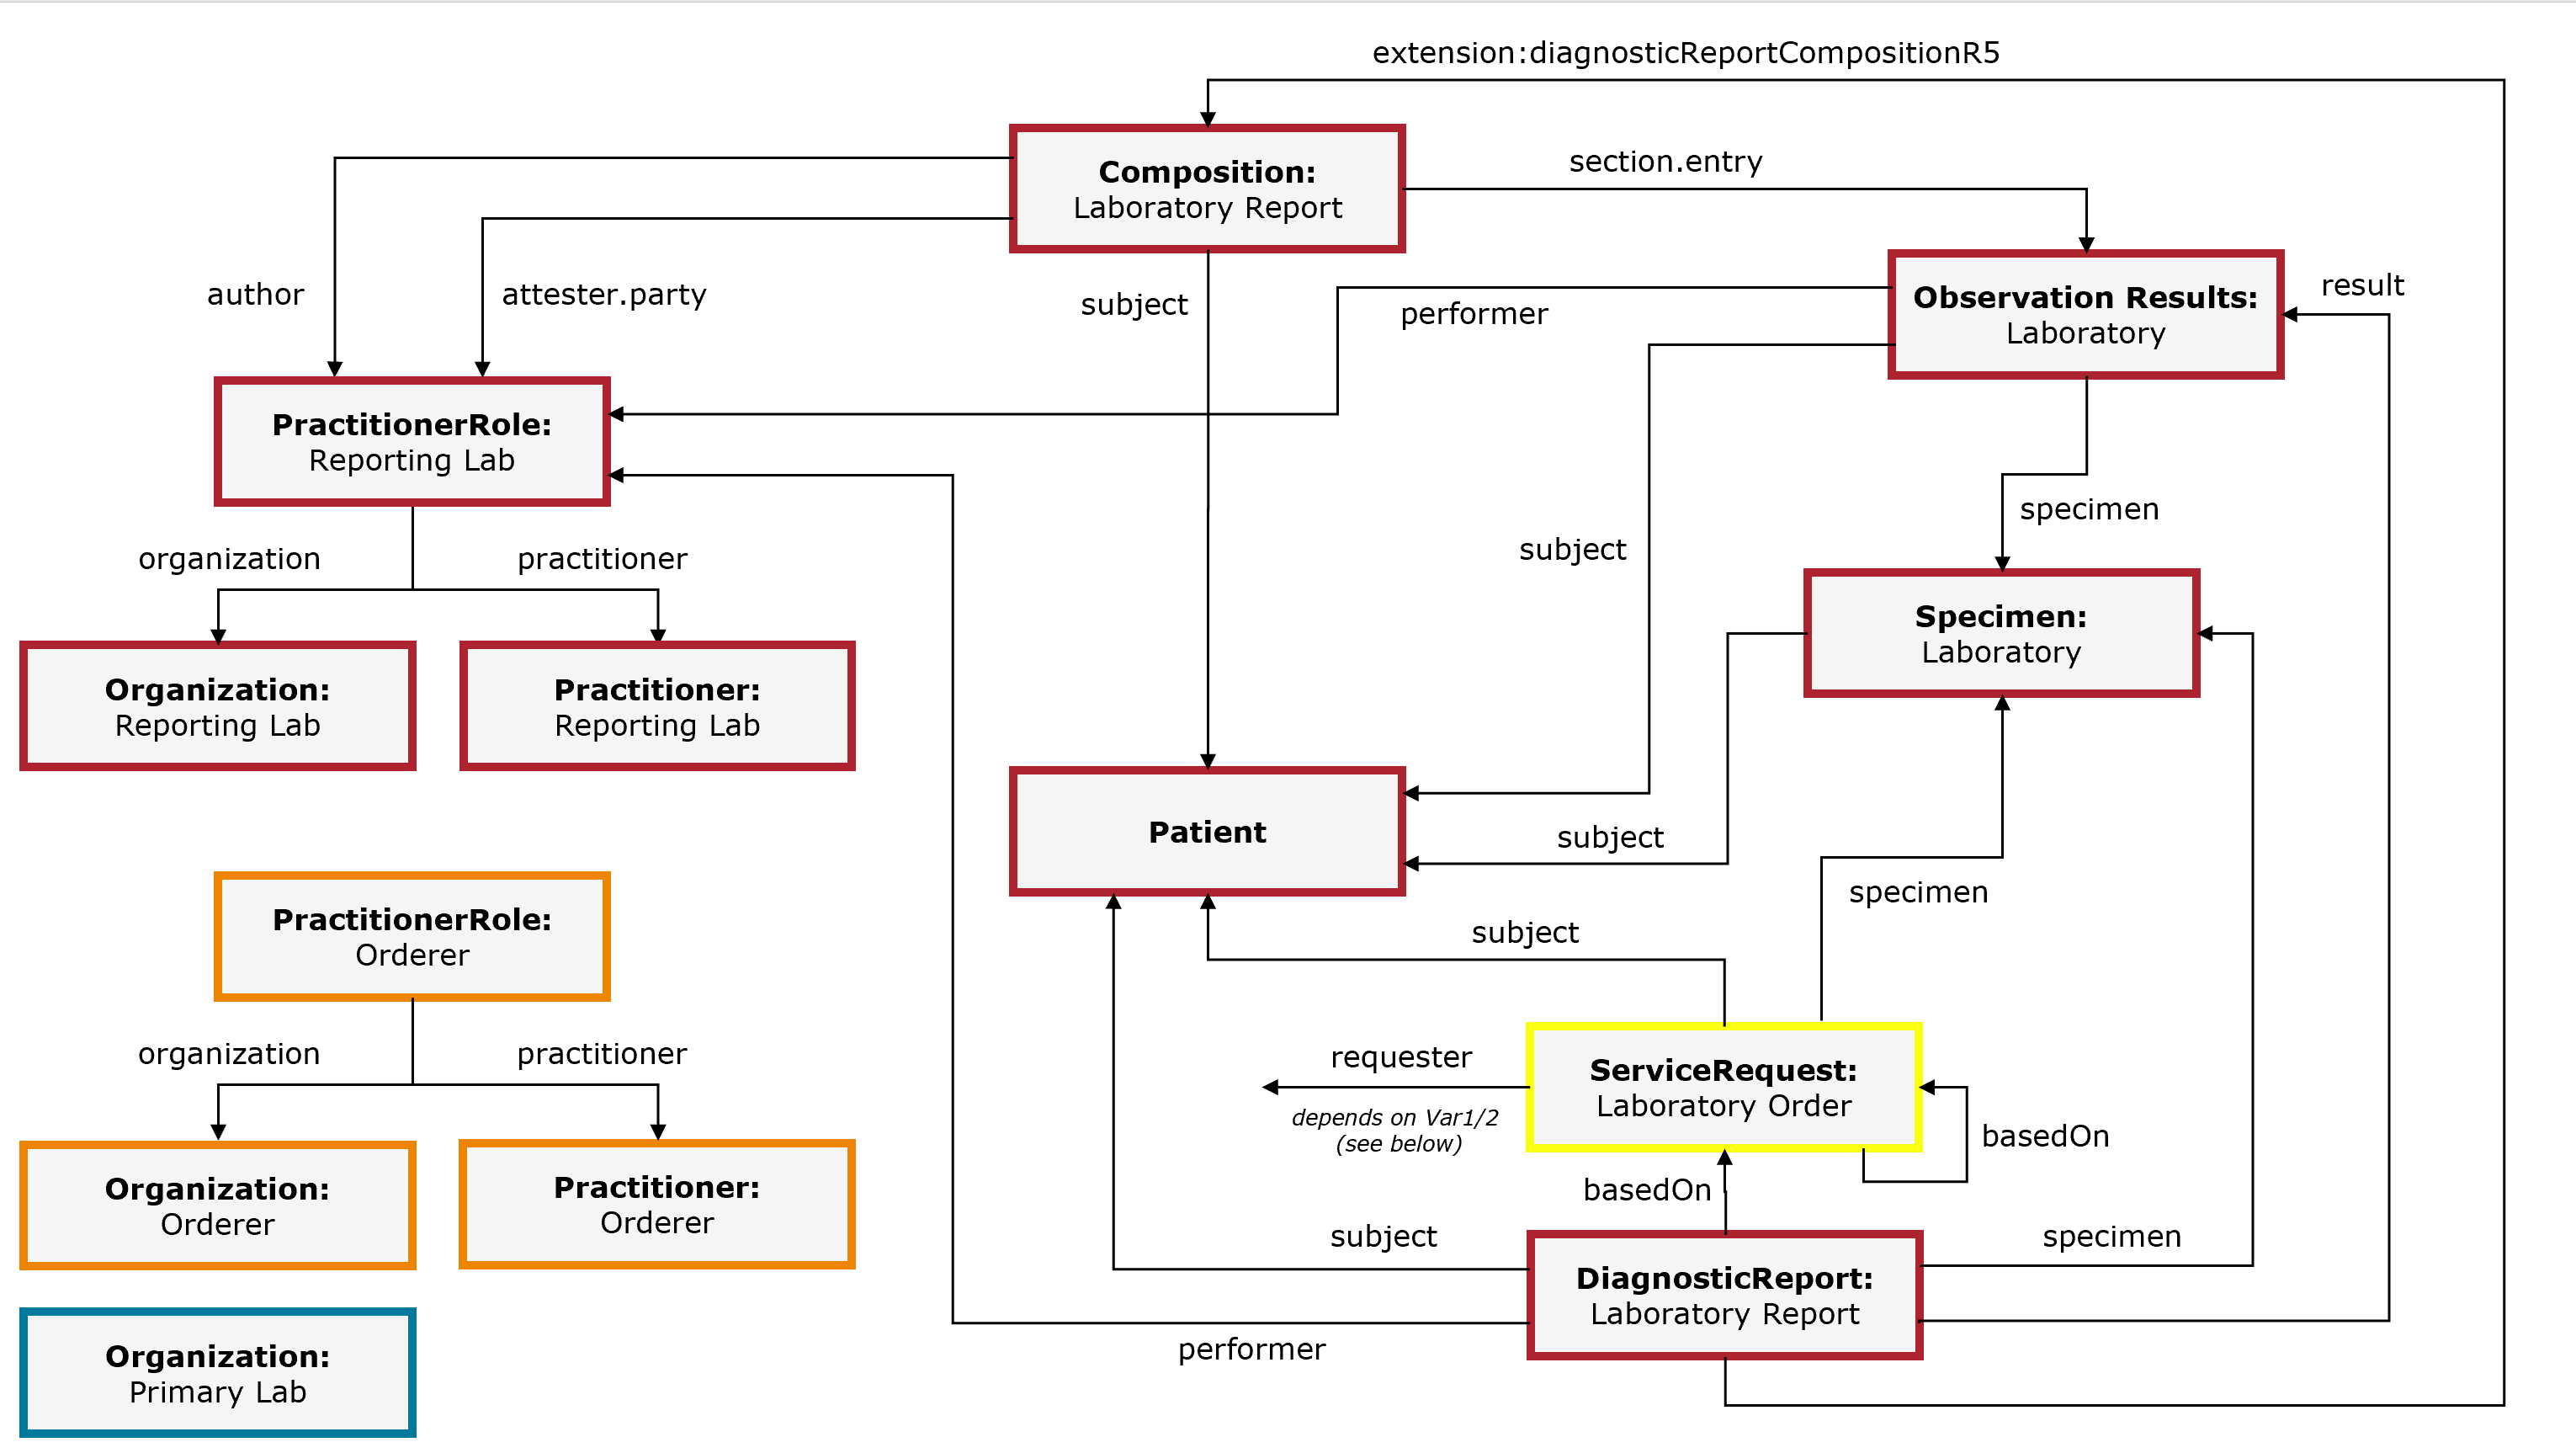 extension:diagnosticReportCompositionR5
Composition:
Laboratory Report
section.entry
author
attester.party
subject
performer
Observation Results:
Laboratory
result
PractitionerRole:
Reporting Lab
specimen
organization
practitioner
subject
Organization:
Reporting Lab
Practitioner:
Reporting Lab
Specimen:
Laboratory
Patient
subject
specimen
PractitionerRole:
Orderer
subject
organization
practitioner
requester
depends on Var1/2
(see below)
ServiceRequest:
Laboratory Order
basedOn
basedOn
Organization:
Orderer
Practitioner:
Orderer
subject
specimen
DiagnosticReport:
Laboratory Report
performer
Organization:
Primary Lab